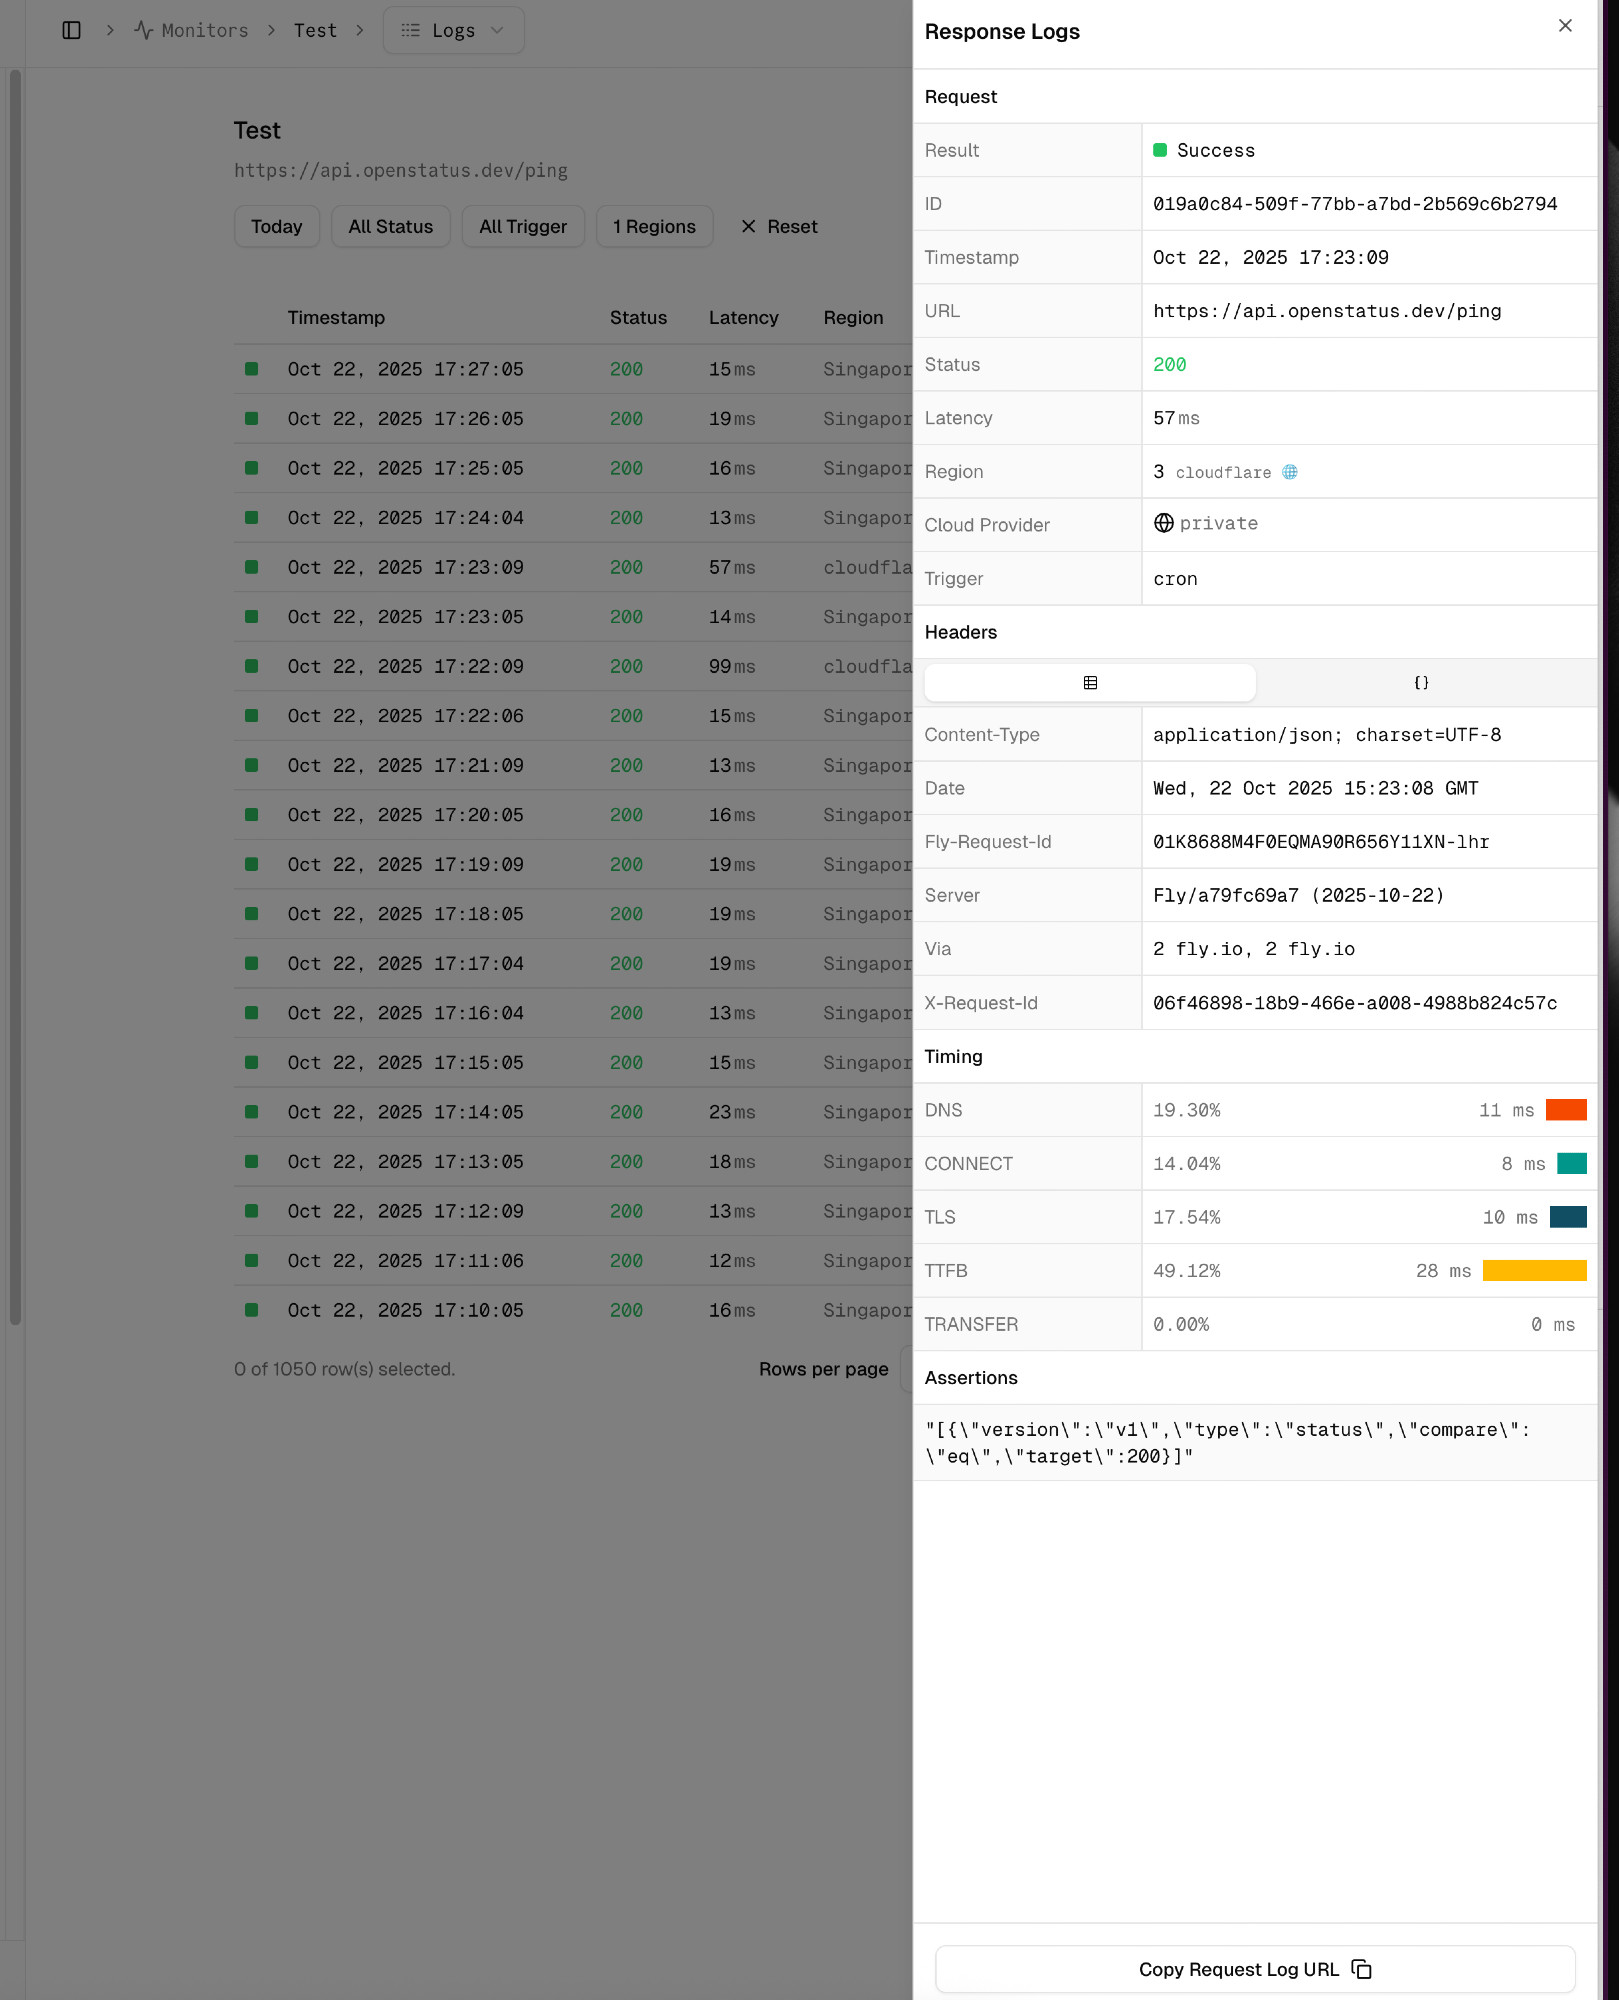 Monitors
Test
Logs
Test
https://api.openstatus.dev/ping
Today
All Status
All Trigger
1 Regions
Reset
Timestamp Status Latency Region
Oct 22, 2025 17:27:05 200 15ms Singapor
Oct 22, 2025 17:26:05 200 19ms Singapor
Oct 22, 2025 17:25:05 200 16ms Singapor
Oct 22, 2025 17:24:04 200 13ms Singapor
Oct 22, 2025 17:23:09 200 57ms cloudfla
Oct 22, 2025 17:23:05 200 14ms Singapor
Oct 22, 2025 17:22:09 200 99ms cloudfla
Oct 22, 2025 17:22:06 200 15ms Singapor
Oct 22, 2025 17:21:09 200 13ms Singapor
Oct 22, 2025 17:20:05 200 16ms Singapor
Oct 22, 2025 17:19:09 200 19ms Singapor
Oct 22, 2025 17:18:05 200 19ms Singapor
Oct 22, 2025 17:17:04 200 19ms Singapor
Oct 22, 2025 17:16:04 200 13ms Singapor
Oct 22, 2025 17:15:05 200 15ms Singapor
Oct 22, 2025 17:14:05 200 23ms Singapor
Oct 22, 2025 17:13:05 200 18ms Singapor
Oct 22, 2025 17:12:09 200 13ms Singapor
Oct 22, 2025 17:11:06 200 12ms Singapor
Oct 22, 2025 17:10:05 200 16ms Singapor
0 of 1050 row(s) selected.
Rows per page
Response Logs
Request
Result Success
ID 019a0c84-509f-77bb-a7bd-2b569c6b2794
Timestamp Oct 22, 2025 17:23:09
URL https://api.openstatus.dev/ping
Status 200
Latency 57ms
Region 3 cloudflare 🌐
Cloud Provider private
Trigger cron
Headers
{}
Content-Type application/json; charset=UTF-8
Date Wed, 22 Oct 2025 15:23:08 GMT
Fly-Request-Id 01K8688M4F0EQMA90R656Y11XN-lhr
Server Fly/a79fc69a7 (2025-10-22)
Via 2 fly.io, 2 fly.io
X-Request-Id 06f46898-18b9-466e-a008-4988b824c57c
Timing
DNS 19.30% 11 ms
CONNECT 14.04% 8 ms
TLS 17.54% 10 ms
TTFB 49.12% 28 ms
TRANSFER 0.00% 0 ms
Assertions
"[{\"version\":\"v1\",\"type\":\"status\",\"compare\":
\"eq\",\"target\":200}]"
Copy Request Log URL